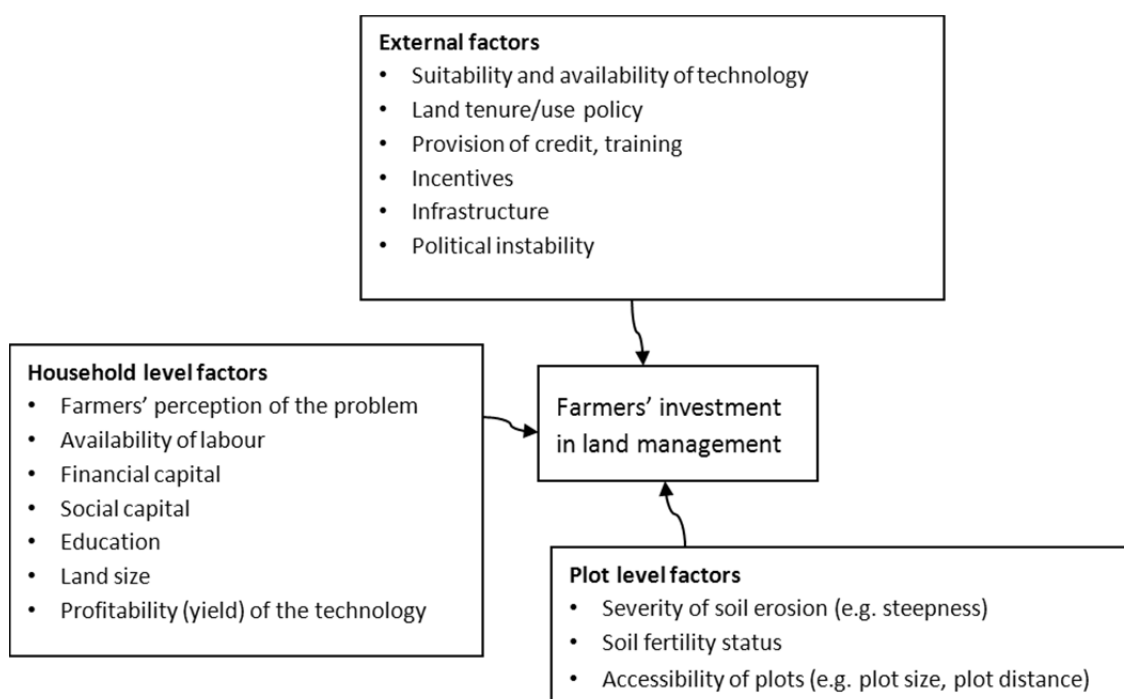 External factors
• Suitability and availability of technology
• Land tenure/use policy
• Provision of credit, training
• Incentives
• Infrastructure
• Political instability
Household level factors
• Farmers' perception of the problem
• Availability of labour
• Financial capital
• Social capital
• Education
• Land size
• Profitability (yield) of the technology
Farmers' investment
in land management
Plot level factors
• Severity of soil erosion (e.g. steepness)
• Soil fertility status
• Accessibility of plots (e.g. plot size, plot distance)